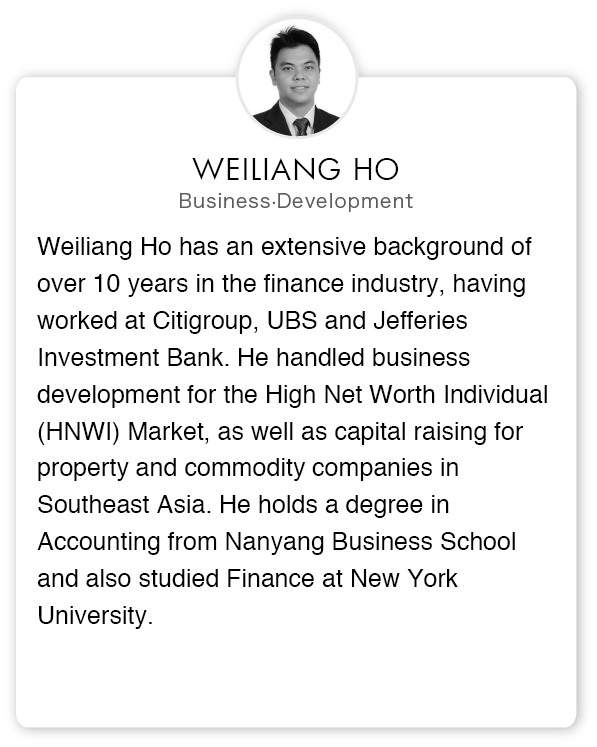 WEILIANG HO
Business·Development
Weiliang Ho has an extensive background of
over 10 years in the finance industry, having
worked at Citigroup, UBS and Jefferies
Investment Bank. He handled business
development for the High Net Worth Individual
(HNWI) Market, as well as capital raising for
property and commodity companies in
Southeast Asia. He holds a degree in
Accounting from Nanyang Business School
and also studied Finance at New York
University.